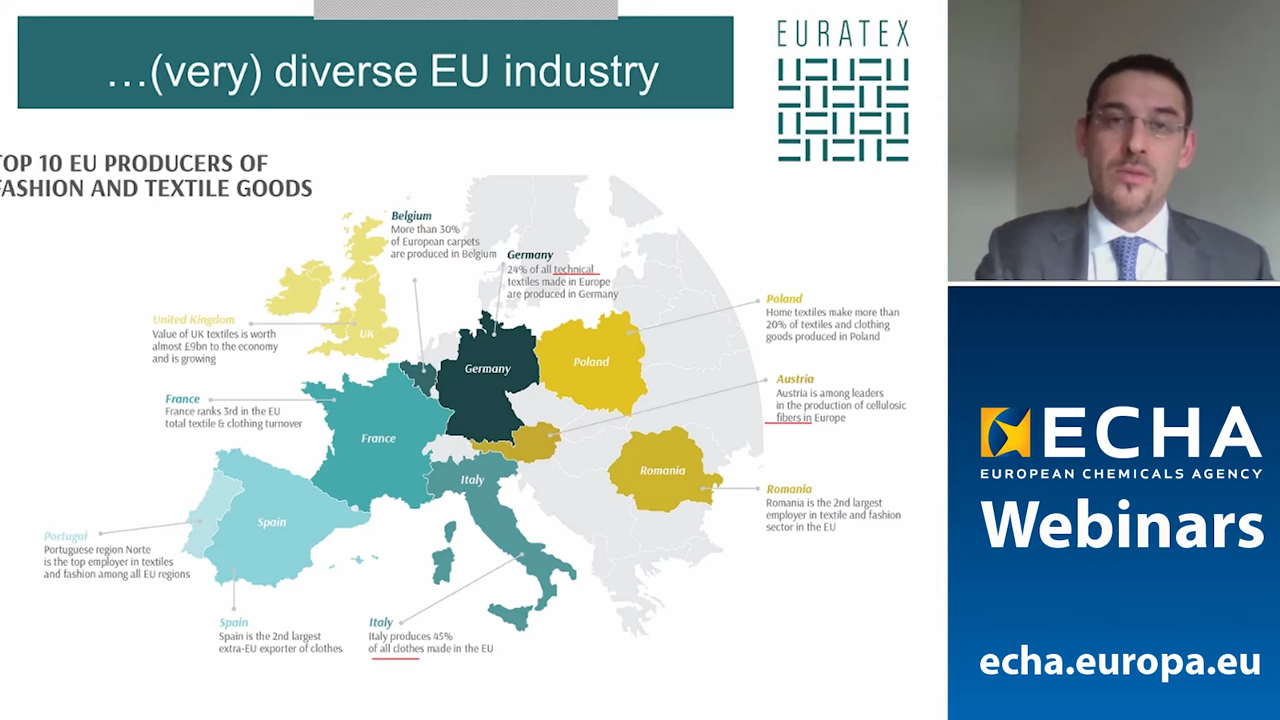 …(very) diverse EU industry
EURATEX
TOP 10 EU PRODUCERS OF
FASHION AND TEXTILE GOODS
Belgium
More than 30%
of European carpets
are produced in Belgium
Germany
24% of all technical
textiles made in Europe
are produced in Germany
United Kingdom
Value of UK textiles is worth
almost £9bn to the economy
and is growing
UK
Poland
Home textiles make more than
20% of textiles and clothing
goods produced in Poland
Poland
Germany
France
France ranks 3rd in the EU
total textile & clothing turnover
Austria
Austria is among leaders
in the production of cellulosic
fibers in Europe
France
Italy
Romania
Romania
Romania is the 2nd largest
employer in textile and fashion
sector in the EU
Spain
Portugal
Portuguese region Norte
is the top employer in textiles
and fashion among all EU regions
Spain
Spain is the 2nd largest
extra-EU exporter of clothes
Italy
Italy produces 45%
of all clothes made in the EU
ECHA
EUROPEAN CHEMICALS AGENCY
Webinars
echa.europa.eu